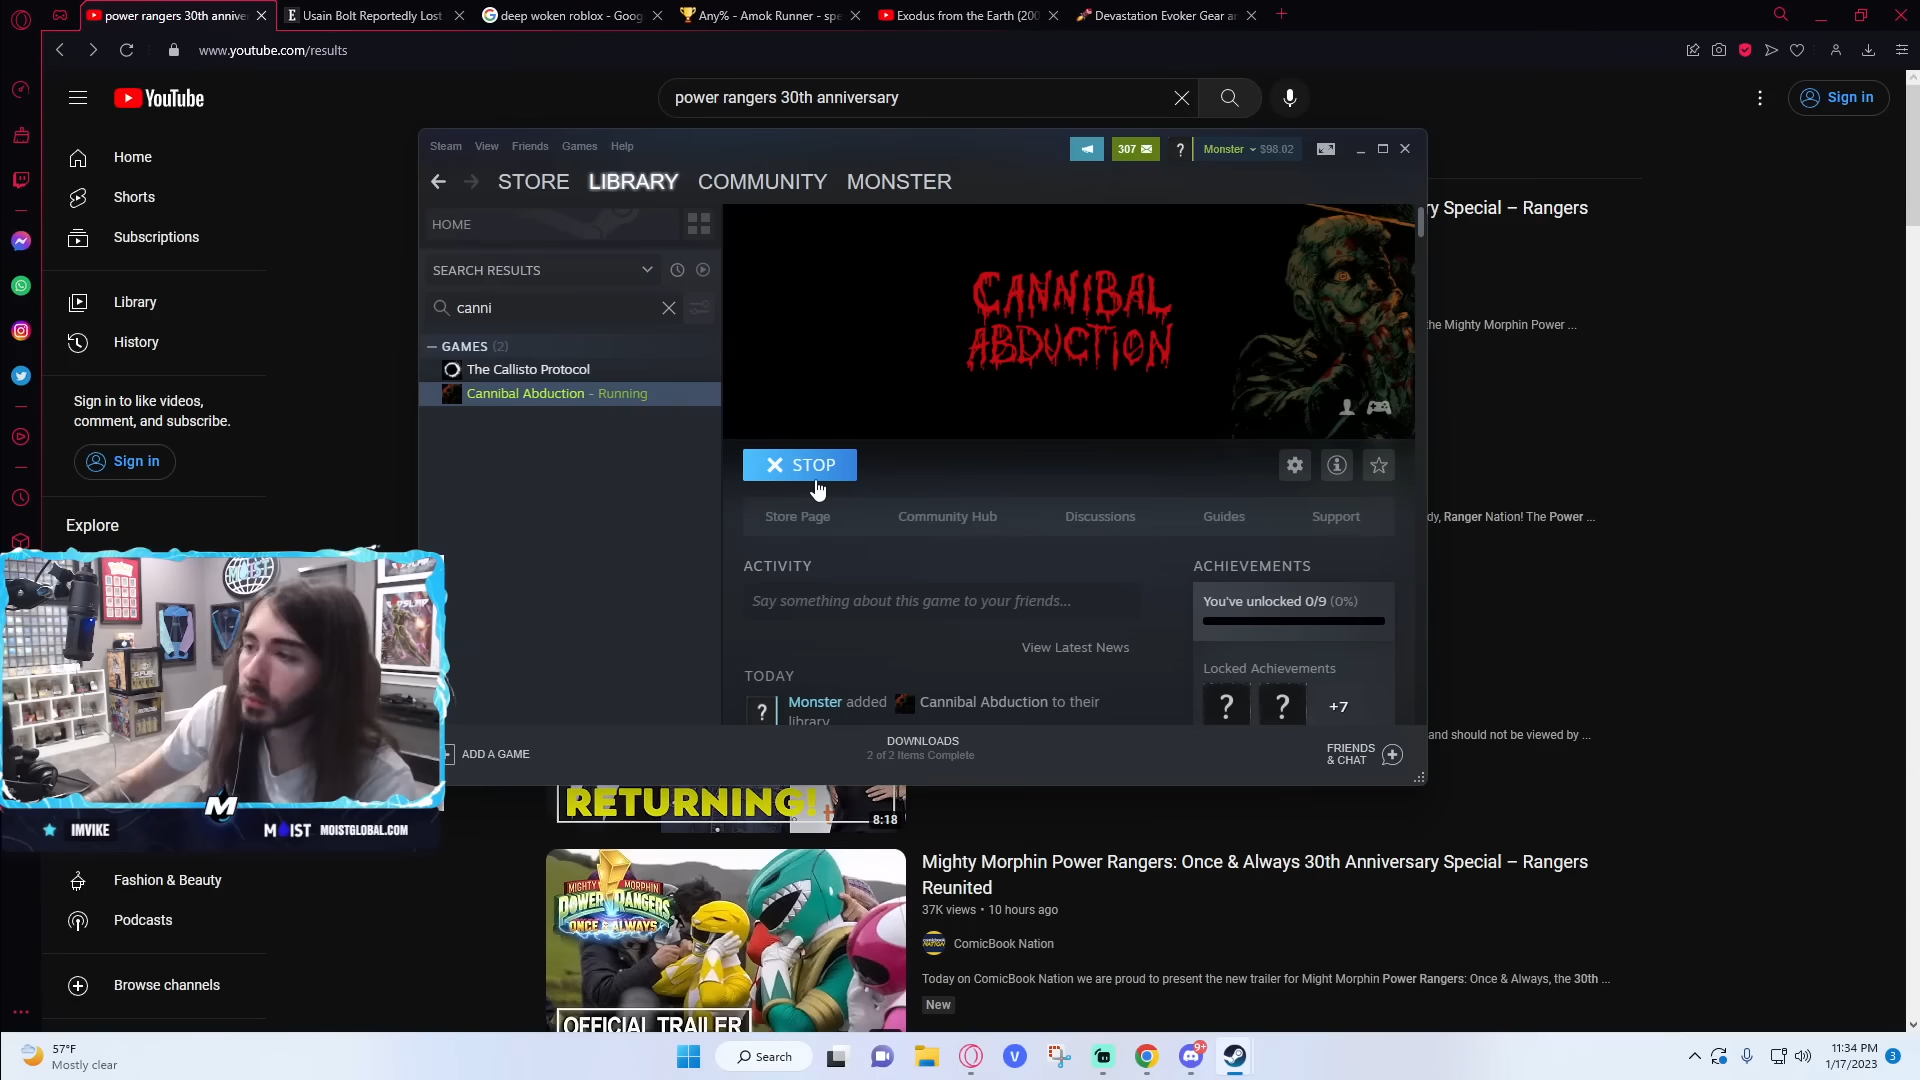 power rangers 30th annive
Usain Bolt Reportedly Lost
deep woken roblox - Goog
Any% - Amok Runner - spe
Exodus from the Earth (200
Devastation Evoker Gear a
www.youtube.com/results
YouTube
power rangers 30th anniversary
Sign in
Home
Shorts
Subscriptions
Library
History
Sign in to like videos,
comment, and subscribe.
Sign in
Explore
Fashion & Beauty
Podcasts
Browse channels
Steam View Friends Games Help
307
?
Monster $98.02
STORE LIBRARY COMMUNITY MONSTER
HOME
SEARCH RESULTS
canni
GAMES (2)
The Callisto Protocol
Cannibal Abduction - Running
CANNIBAL
ABDUCTION
STOP
Store Page Community Hub Discussions Guides Support
ACTIVITY
Say something about this game to your friends...
View Latest News
TODAY
?
Monster added Cannibal Abduction to their
library
ACHIEVEMENTS
You've unlocked 0/9 (0%)
Locked Achievements
? ? +7
ADD A GAME
DOWNLOADS
2 of 2 Items Complete
FRIENDS
& CHAT
ry Special – Rangers
the Mighty Morphin Power ...
dy, Ranger Nation! The Power ...
and should not be viewed by ...
RETURNING!
8:18
MIGHTY MORPHIN
POWER RANGERS
ONCE & ALWAYS
OFFICIAL TRAILER
Mighty Morphin Power Rangers: Once & Always 30th Anniversary Special – Rangers
Reunited
37K views • 10 hours ago
ComicBook Nation
Today on ComicBook Nation we are proud to present the new trailer for Might Morphin Power Rangers: Once & Always, the 30th ...
New
MOIST
M
IMVIKE
MOIST MOISTGLOBAL.COM
57°F
Mostly clear
Search
V
9+
11:34 PM
1/17/2023
3